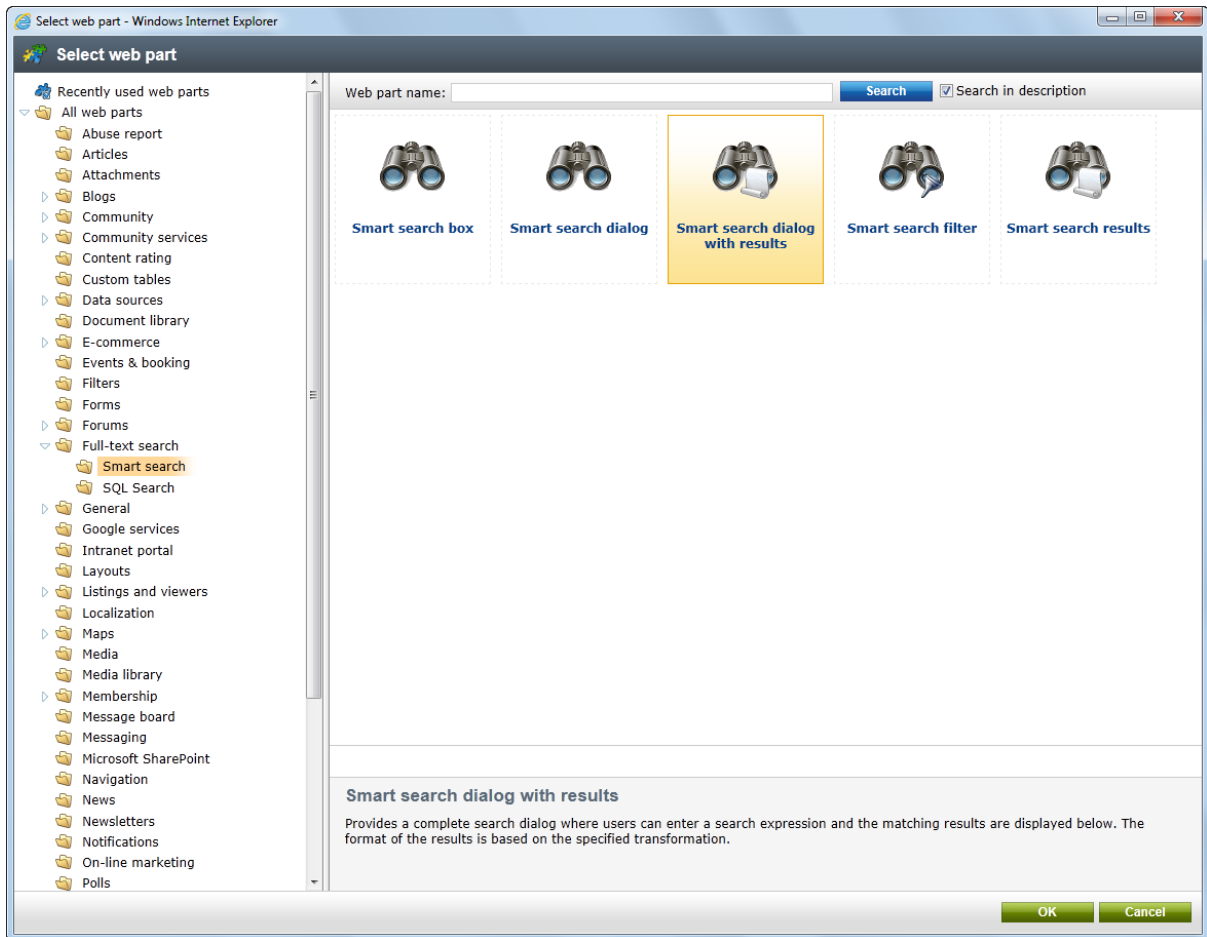 Select web part - Windows Internet Explorer
Select web part
Recently used web parts
All web parts
Abuse report
Articles
Attachments
Blogs
Community
Community services
Content rating
Custom tables
Data sources
Document library
E-commerce
Events & booking
Filters
Forms
Forums
Full-text search
Smart search
SQL Search
General
Google services
Intranet portal
Layouts
Listings and viewers
Localization
Maps
Media
Media library
Membership
Message board
Messaging
Microsoft SharePoint
Navigation
News
Newsletters
Notifications
On-line marketing
Polls
Web part name:
Search
Search in description
Smart search box
Smart search dialog
Smart search dialog
with results
Smart search filter
Smart search results
Smart search dialog with results
Provides a complete search dialog where users can enter a search expression and the matching results are displayed below. The
format of the results is based on the specified transformation.
OK
Cancel